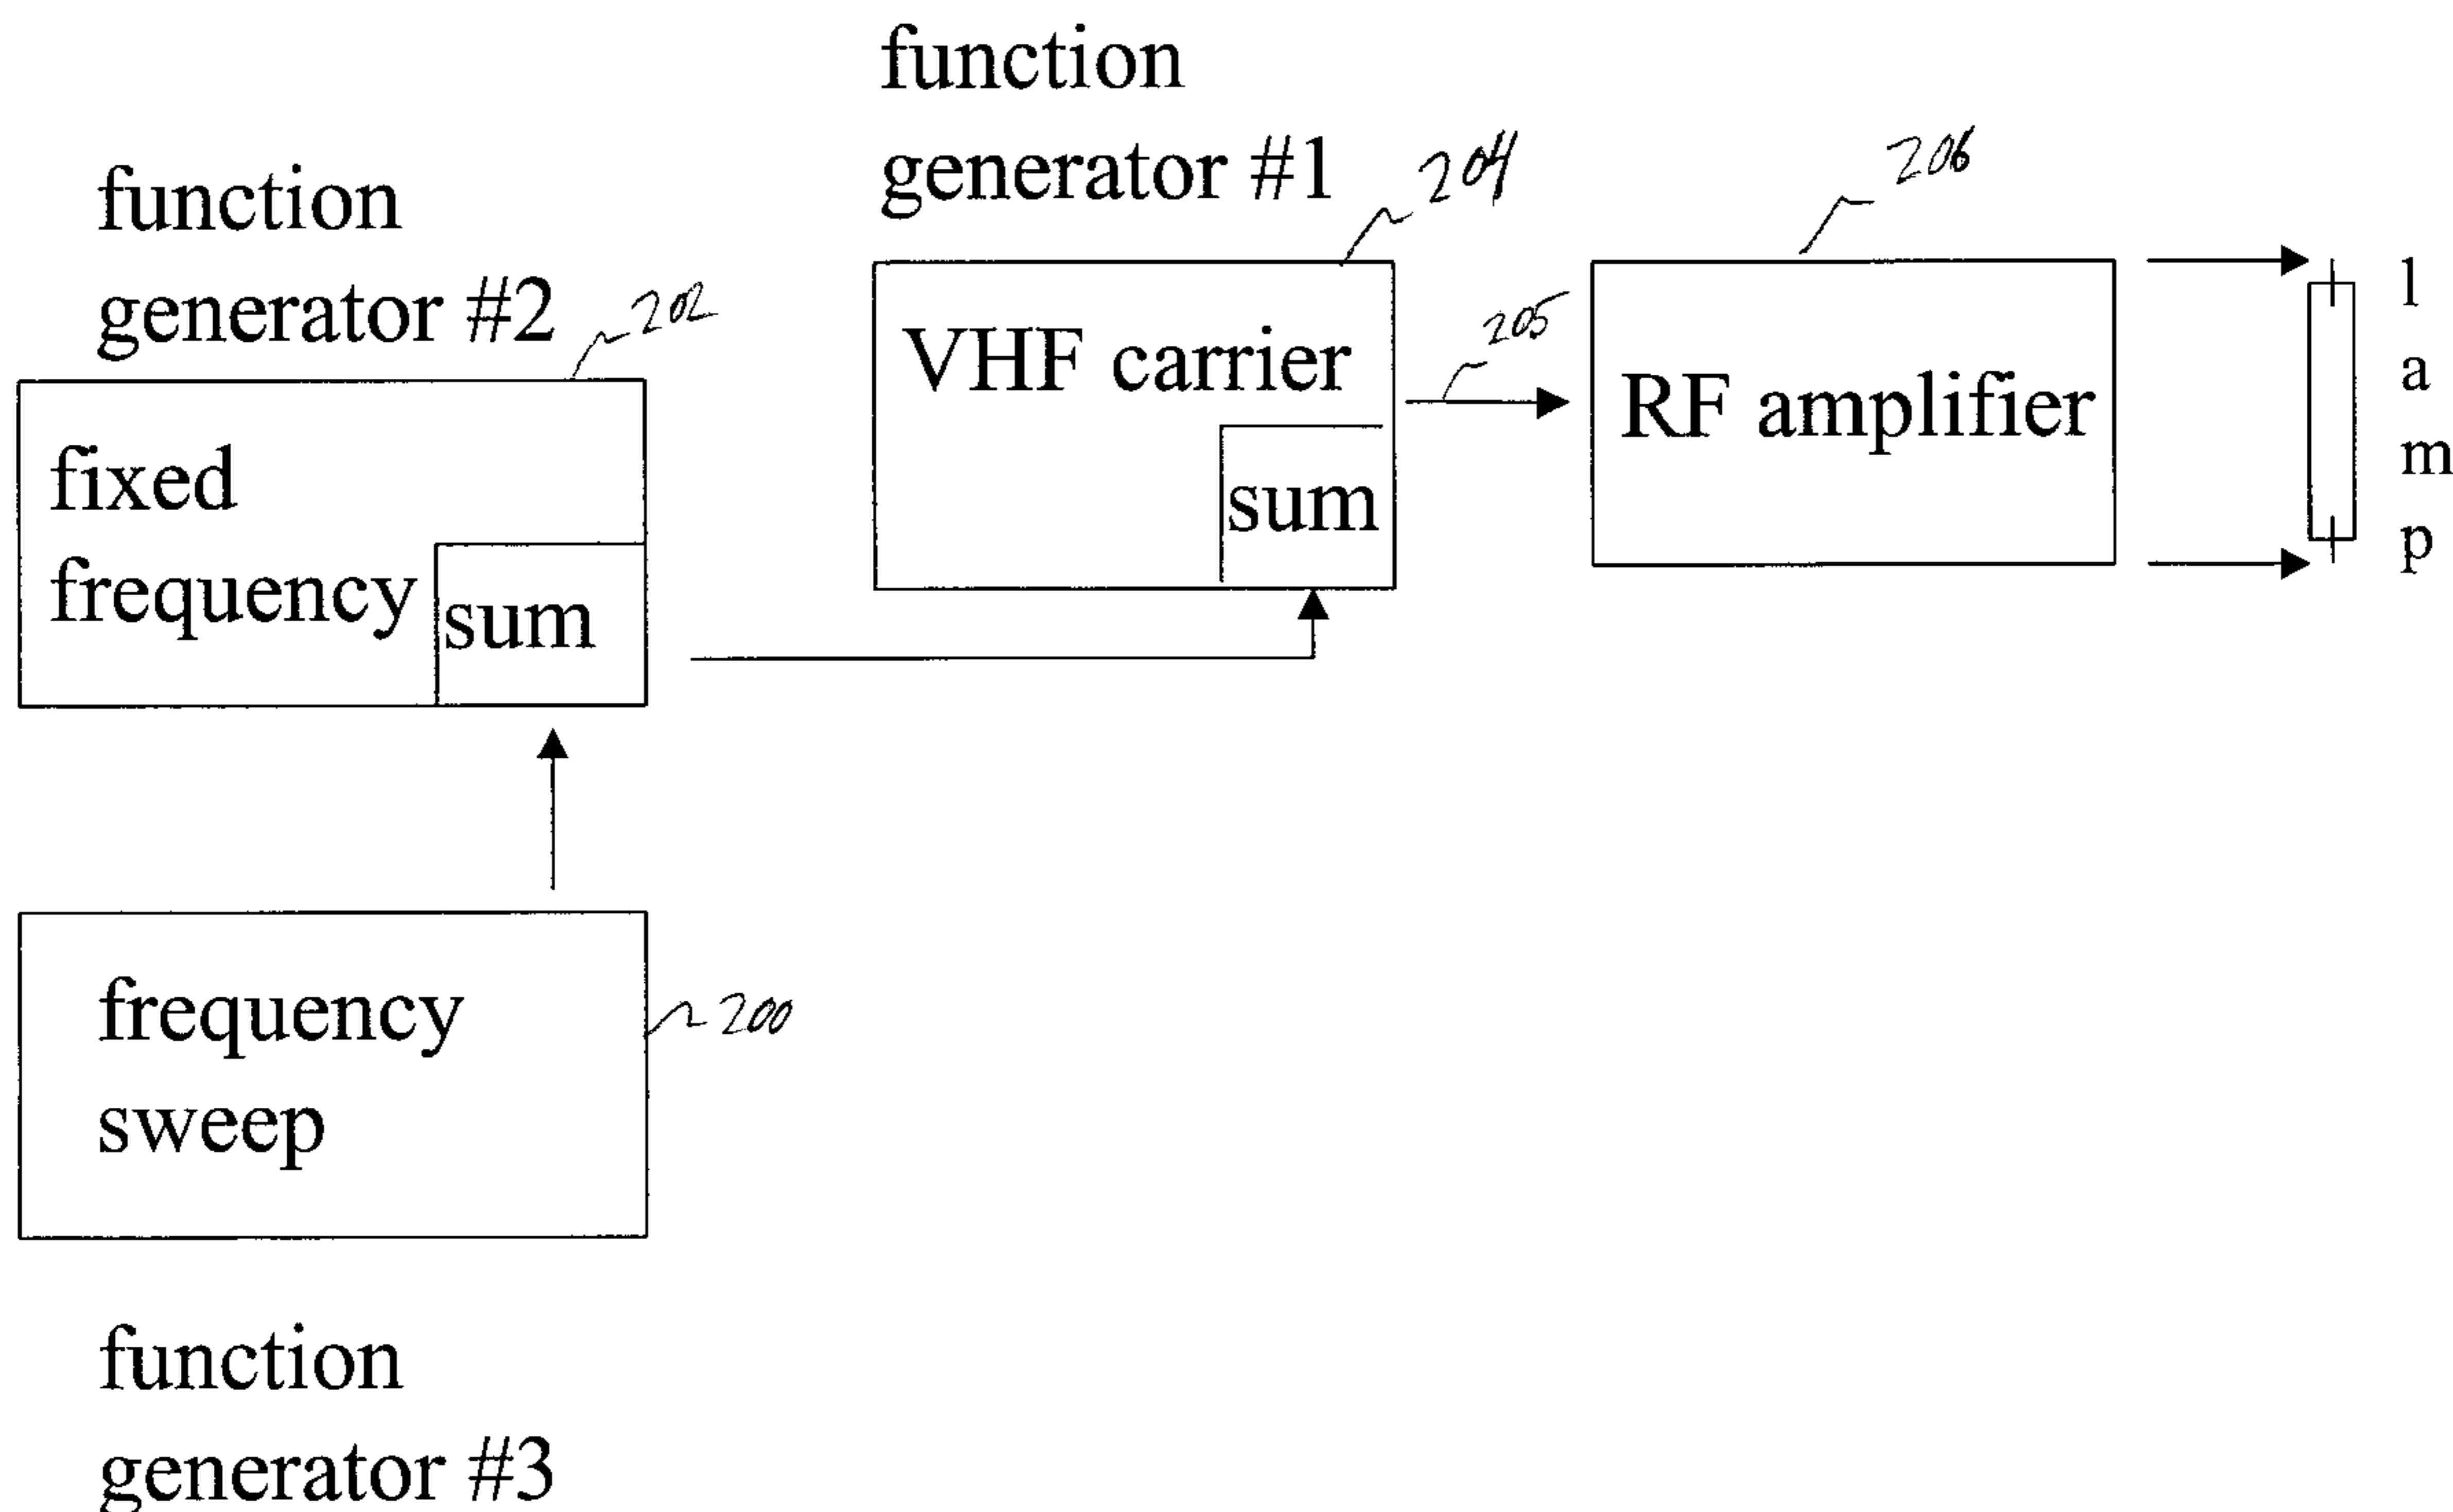 function
generator #1
204
206
function
generator #2
202
VHF carrier
sum
205
RF amplifier
l
a
m
p
fixed
frequency
sum
frequency
sweep
200
function
generator #3